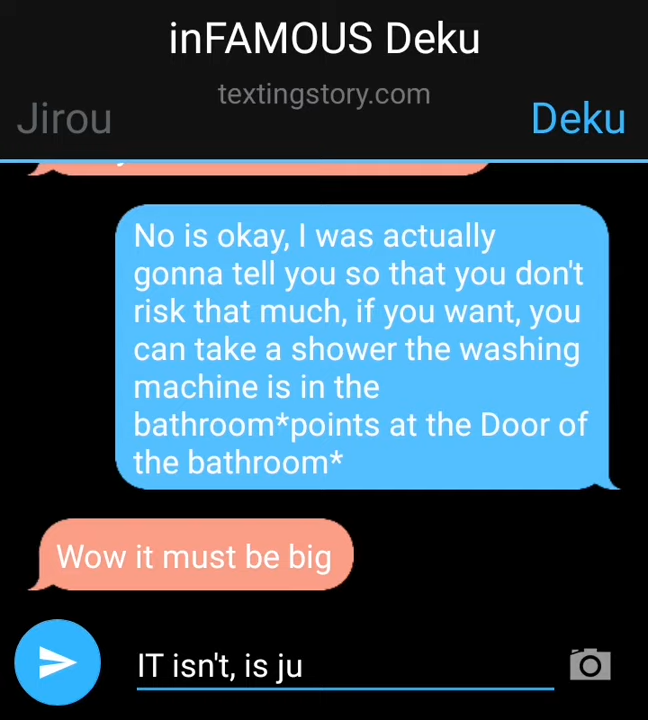 inFAMOUS Deku
textingstory.com
Jirou
Deku
No is okay, I was actually
gonna tell you so that you don't
risk that much, if you want, you
can take a shower the washing
machine is in the
bathroom*points at the Door of
the bathroom*
Wow it must be big
IT isn't, is ju